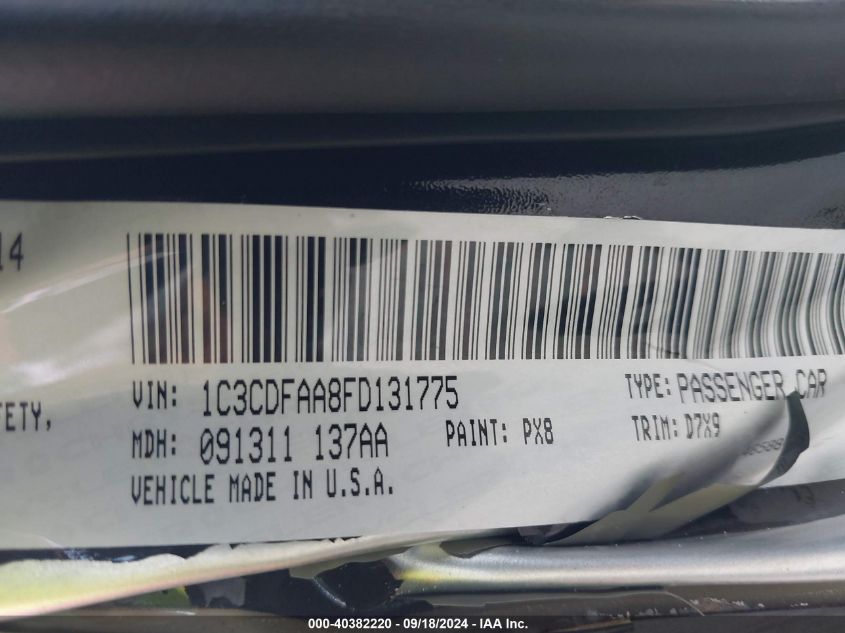 14
VIN: 1C3CDFAA8FD131775
TYPE: PASSENGER CAR
ETY,
MDH: 091311 137AA
PAINT: PX8
TRIM: D7X9
VEHICLE MADE IN U.S.A.
000-40382220 - 09/18/2024 - IAA Inc.